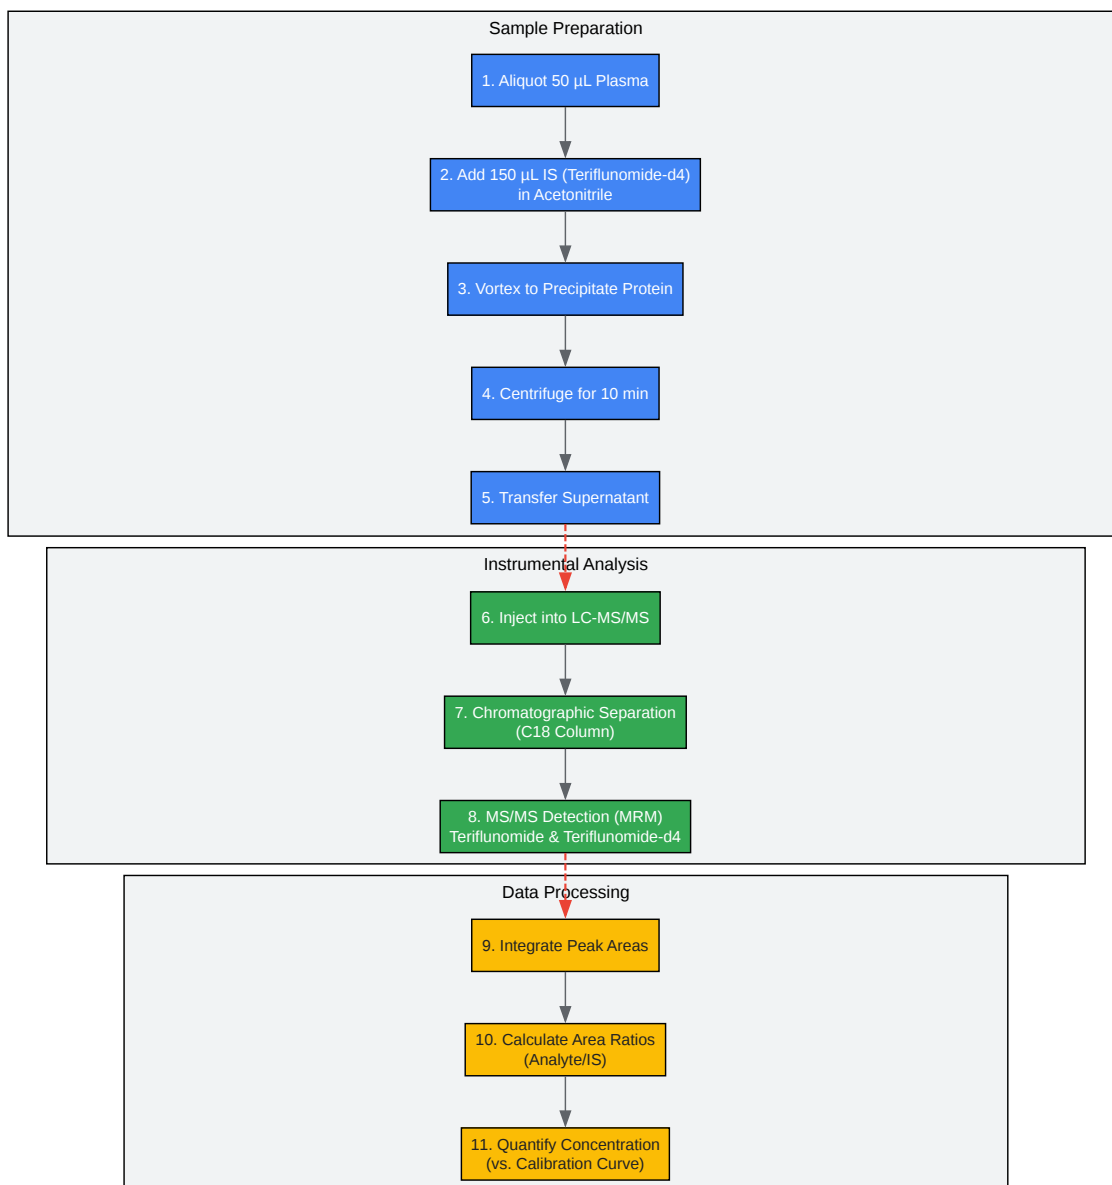 Sample Preparation
1. Aliquot 50 µL Plasma
2. Add 150 µL IS (Teriflunomide-d4)
in Acetonitrile
3. Vortex to Precipitate Protein
4. Centrifuge for 10 min
5. Transfer Supernatant
Instrumental Analysis
6. Inject into LC-MS/MS
7. Chromatographic Separation
(C18 Column)
8. MS/MS Detection (MRM)
Teriflunomide & Teriflunomide-d4
Data Processing
9. Integrate Peak Areas
10. Calculate Area Ratios
(Analyte/IS)
11. Quantify Concentration
(vs. Calibration Curve)